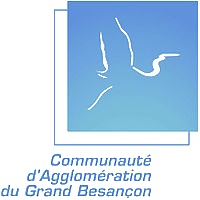 Communauté
d'Agglomération
du Grand Besançon